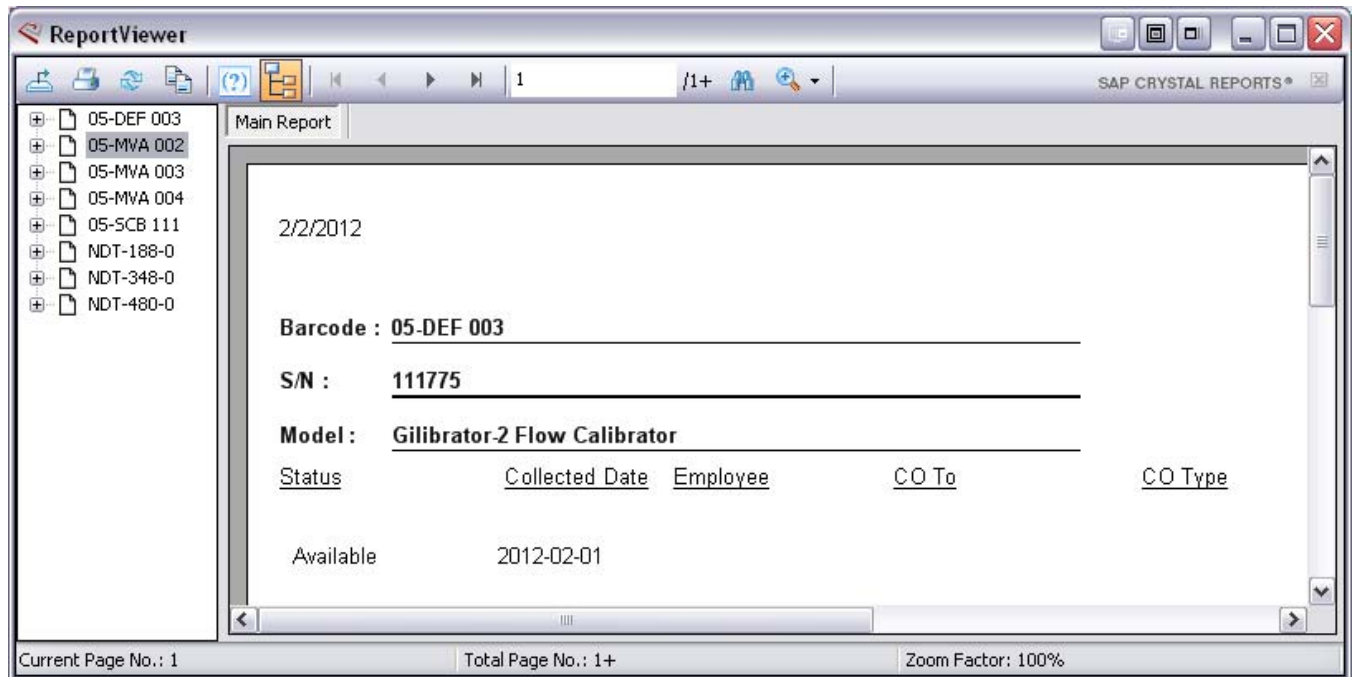 ReportViewer
1 /1+ SAP CRYSTAL REPORTS®
05-DEF 003
05-MVA 002
05-MVA 003
05-MVA 004
05-SCB 111
NDT-188-0
NDT-348-0
NDT-480-0
Main Report
2/2/2012
Barcode : 05-DEF 003
S/N : 111775
Model : Gilibrator-2 Flow Calibrator
Status Collected Date Employee CO To CO Type
Available 2012-02-01
Current Page No.: 1 Total Page No.: 1+ Zoom Factor: 100%